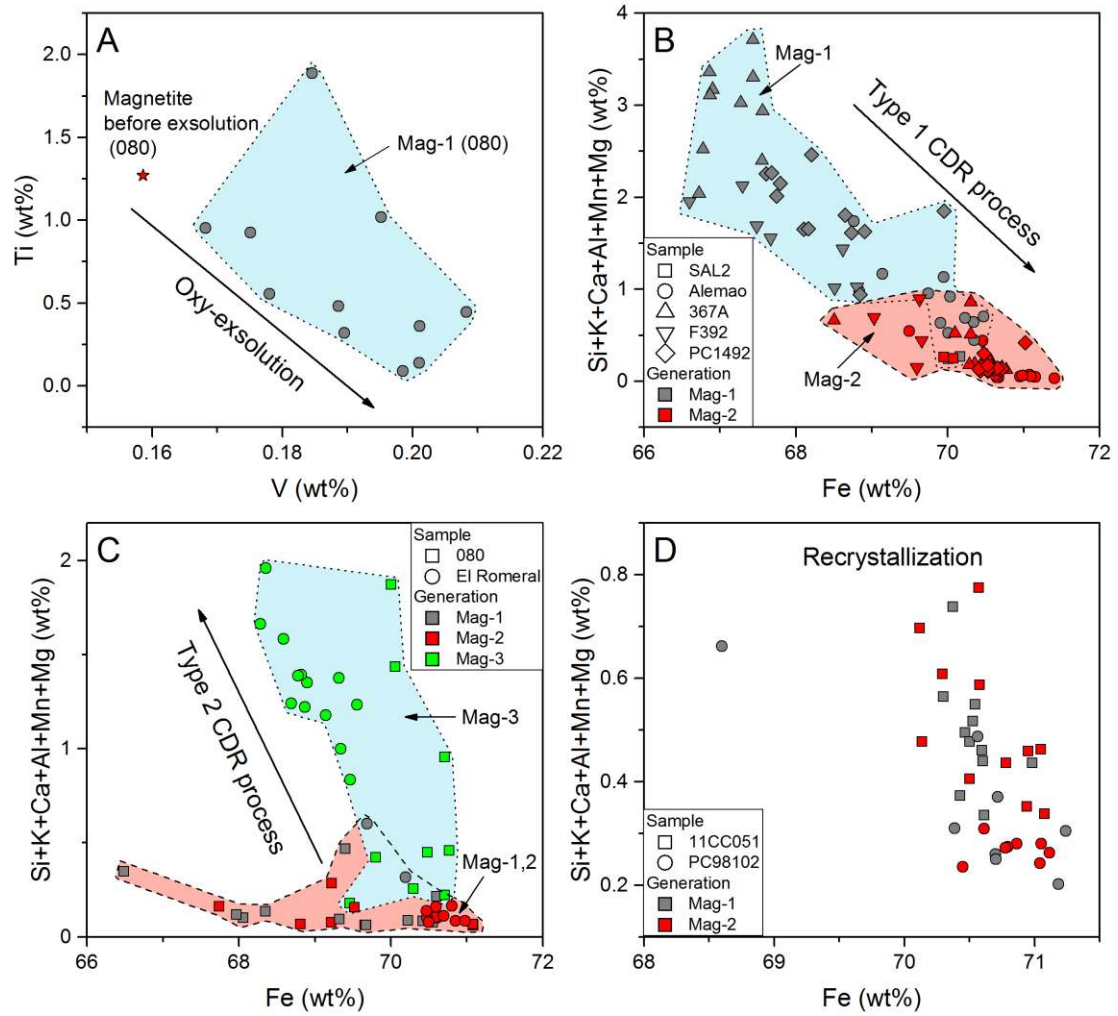 A
2.0
1.5
1.0
0.5
0.0
Ti (wt%)
Magnetite
before exsolution
(080)
Mag-1 (080)
Oxy-exsolution
0.16
0.18
0.20
0.22
V (wt%)
B
4
3
2
1
0
Si+K+Ca+Al+Mn+Mg (wt%)
Mag-1
Type 1 CDR process
Sample
SAL2
Alemao
367A
F392
PC1492
Generation
Mag-1
Mag-2
Mag-2
66
68
70
72
Fe (wt%)
C
2
1
0
Si+K+Ca+Al+Mn+Mg (wt%)
Sample
080
El Romeral
Generation
Mag-1
Mag-2
Mag-3
Type 2 CDR process
Mag-3
Mag-1,2
66
68
70
72
Fe (wt%)
D
Recrystallization
0.8
0.6
0.4
0.2
Si+K+Ca+Al+Mn+Mg (wt%)
Sample
11CC051
PC98102
Generation
Mag-1
Mag-2
68
69
70
71
Fe (wt%)